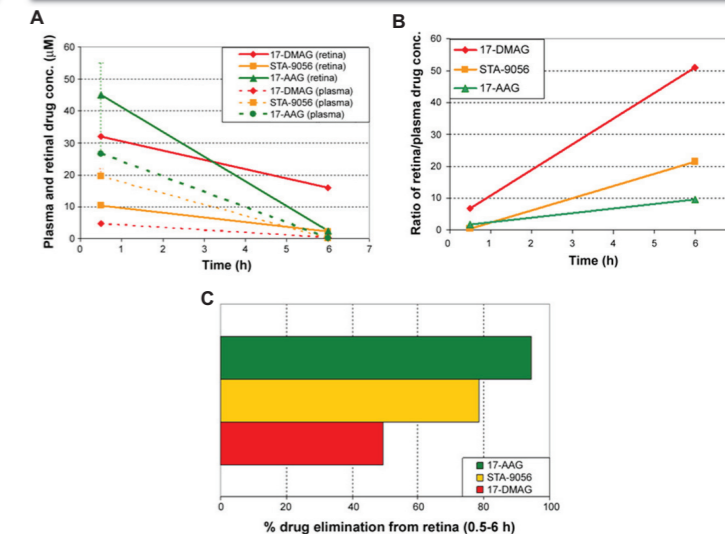 A
Plasma and retinal drug conc. (µM)
60
50
40
30
20
10
0
0 1 2 3 4 5 6 7
Time (h)
17-DMAG (retina)
STA-9056 (retina)
17-AAG (retina)
17-DMAG (plasma)
STA-9056 (plasma)
17-AAG (plasma)
B
Ratio of retina/plasma drug conc.
60
50
40
30
20
10
0
0 1 2 3 4 5 6
Time (h)
17-DMAG
STA-9056
17-AAG
C
17-AAG
STA-9056
17-DMAG
0 20 40 60 80 100
% drug elimination from retina (0.5-6 h)